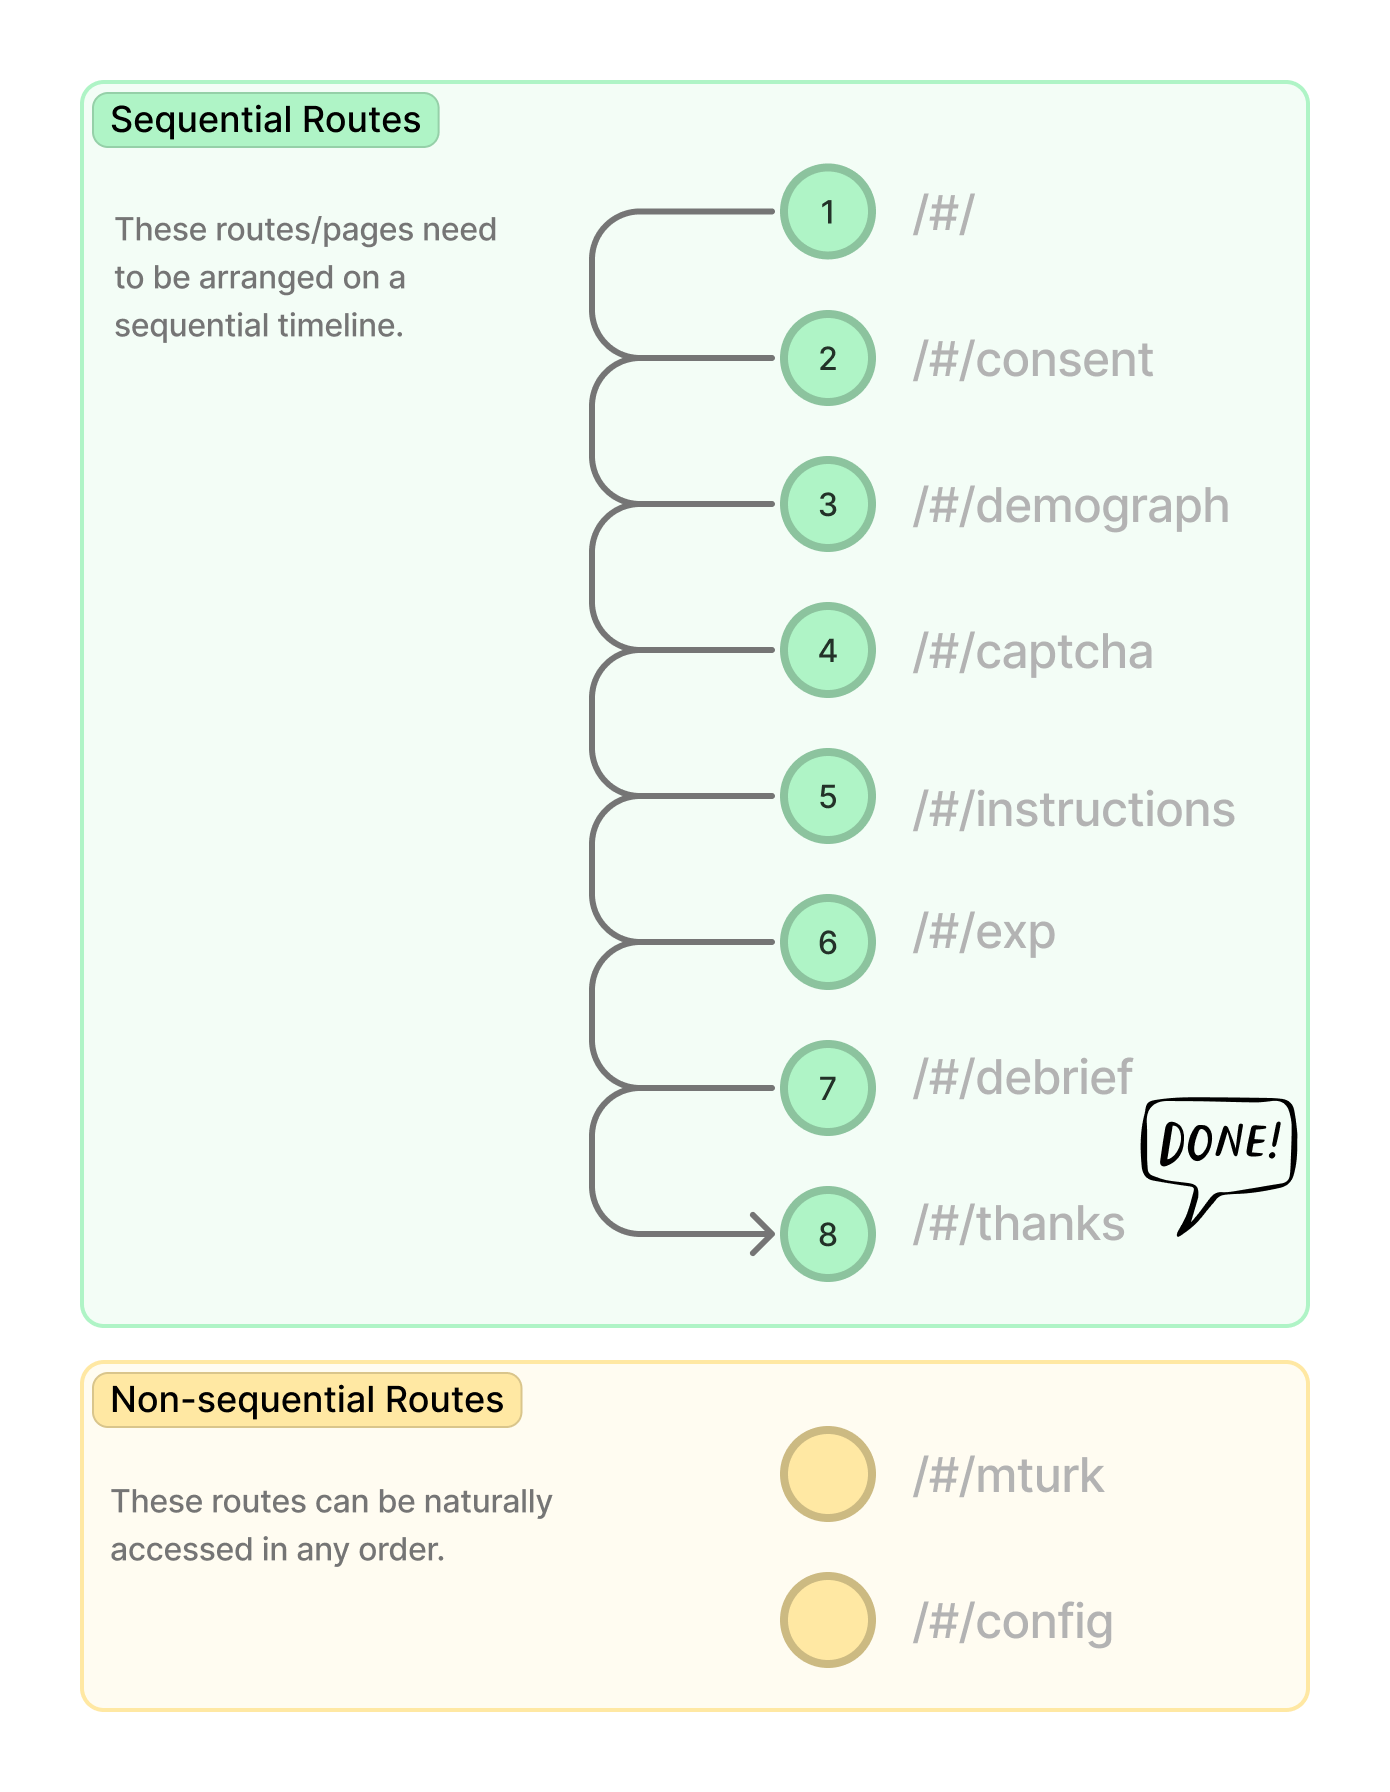 Sequential Routes
These routes/pages need
to be arranged on a
sequential timeline.
1 /#/
2 /#/consent
3 /#/demograph
4 /#/captcha
5 /#/instructions
6 /#/exp
7 /#/debrief
DONE!
8 /#/thanks
Non-sequential Routes
These routes can be naturally
accessed in any order.
/#/mturk
/#/config